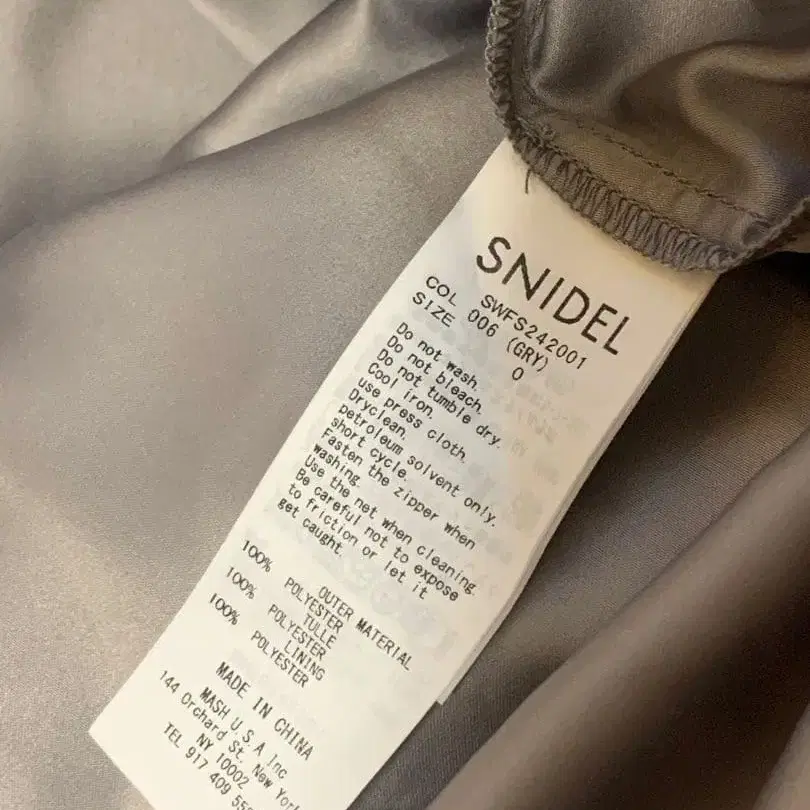 SNIDEL
SWFS242001
COL 006 (GRY)
SIZE 0
Do not wash.
Do not bleach.
Do not tumble dry.
Cool iron.
use press cloth.
Dryclean.
petroleum solvent only.
short cycle.
Fasten the zipper when
washing.
Use the net when cleaning
Be careful not to expose
to friction or let it
get caught.
OUTER MATERIAL
100% POLYESTER
TULLE
100% POLYESTER
LINING
100% POLYESTER
MADE IN CHINA
MASH U.S.A Inc
144 Orchard St. New York
NY 10002
TEL 917 409